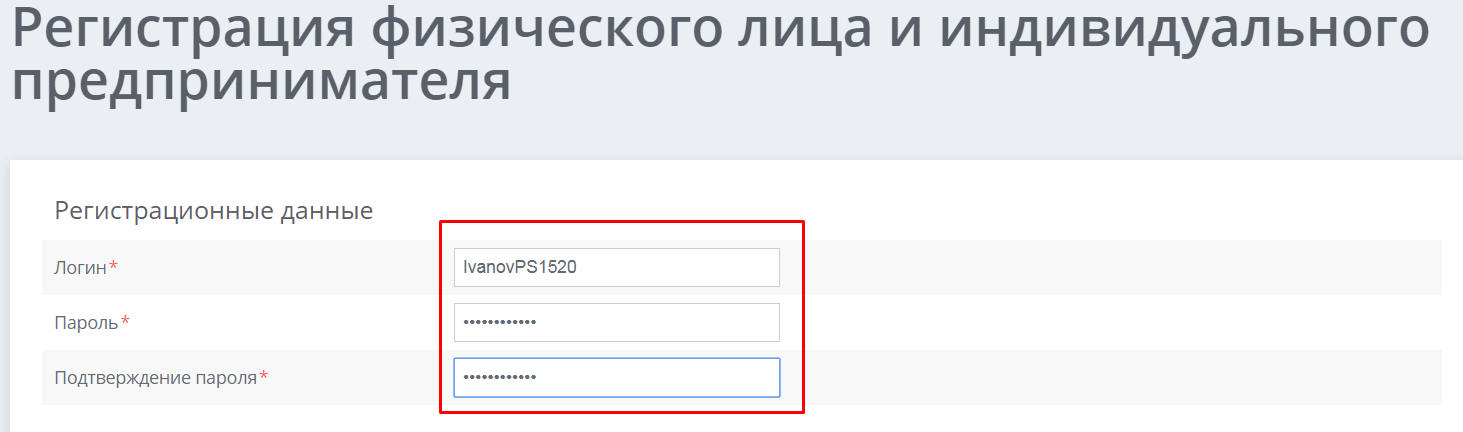 Регистрация физического лица и индивидуального
предпринимателя
Регистрационные данные
Логин* IvanovPS1520
Пароль* ••••••••••••
Подтверждение пароля* ••••••••••••